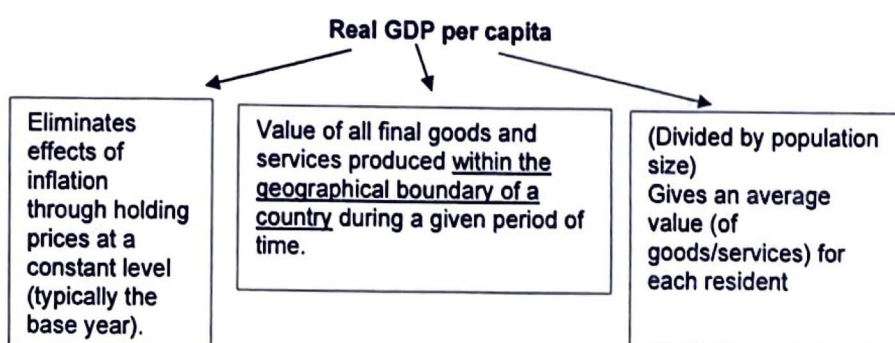 Real GDP per capita
Eliminates
effects of
inflation
through holding
prices at a
constant level
(typically the
base year).
Value of all final goods and
services produced within the
geographical boundary of a
country during a given period of
time.
(Divided by population
size)
Gives an average
value (of
goods/services) for
each resident